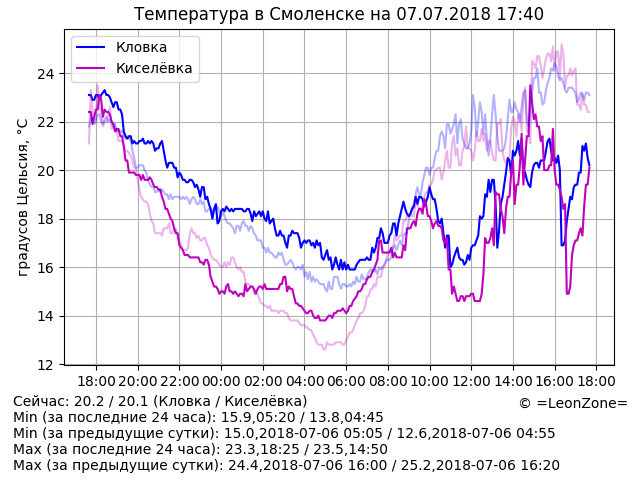 Температура в Смоленске на 07.07.2018 17:40
Кловка
Киселёвка
градусов Цельсия, °C
24
22
20
18
16
14
12
18:00 20:00 22:00 00:00 02:00 04:00 06:00 08:00 10:00 12:00 14:00 16:00 18:00
Сейчас: 20.2 / 20.1 (Кловка / Киселёвка)
© =LeonZone=
Min (за последние 24 часа): 15.9,05:20 / 13.8,04:45
Min (за предыдущие сутки): 15.0,2018-07-06 05:05 / 12.6,2018-07-06 04:55
Max (за последние 24 часа): 23.3,18:25 / 23.5,14:50
Max (за предыдущие сутки): 24.4,2018-07-06 16:00 / 25.2,2018-07-06 16:20